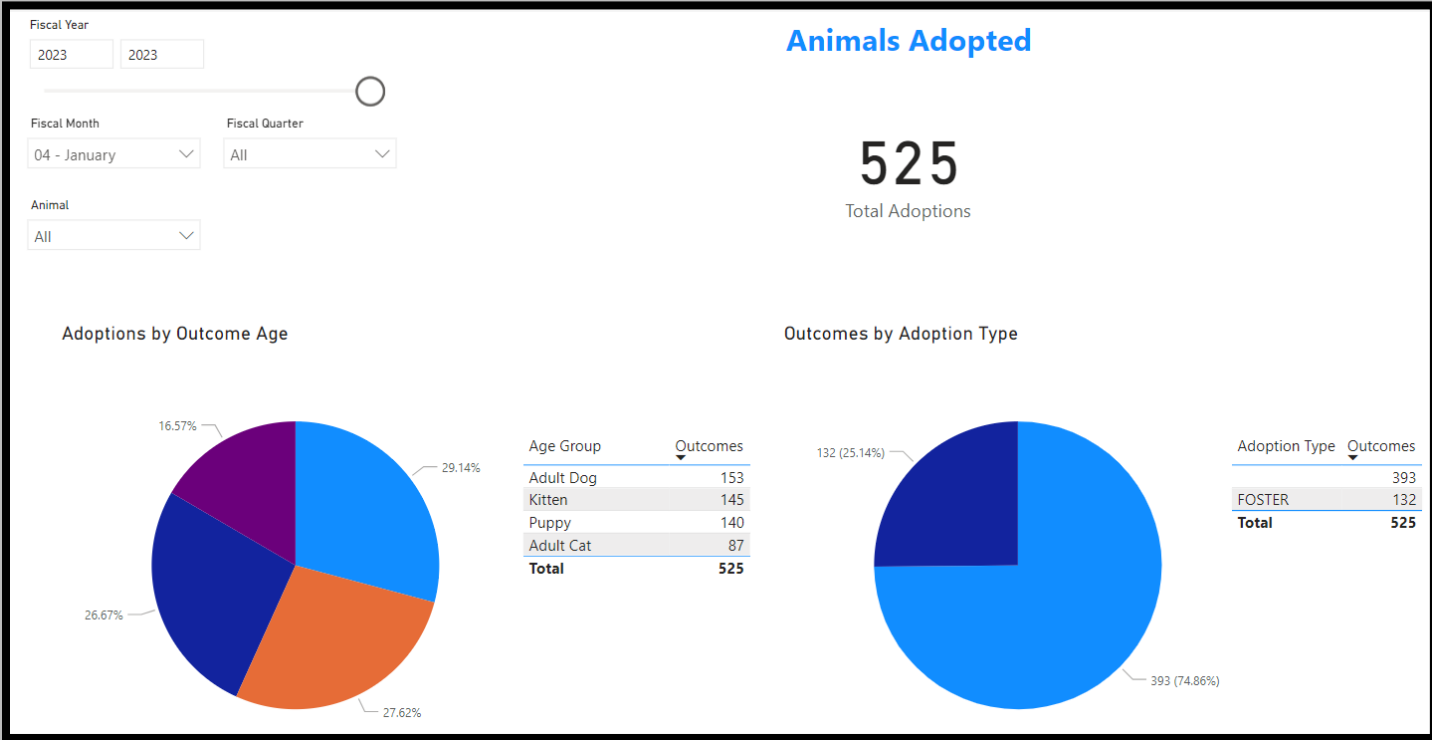 Fiscal Year
2023 2023
Fiscal Month Fiscal Quarter
04 - January All
Animal
All
Animals Adopted
525
Total Adoptions
Adoptions by Outcome Age
16.57%
29.14%
26.67%
27.62%
Age Group Outcomes
Adult Dog 153
Kitten 145
Puppy 140
Adult Cat 87
Total 525
Outcomes by Adoption Type
132 (25.14%)
393 (74.86%)
Adoption Type Outcomes
393
FOSTER 132
Total 525